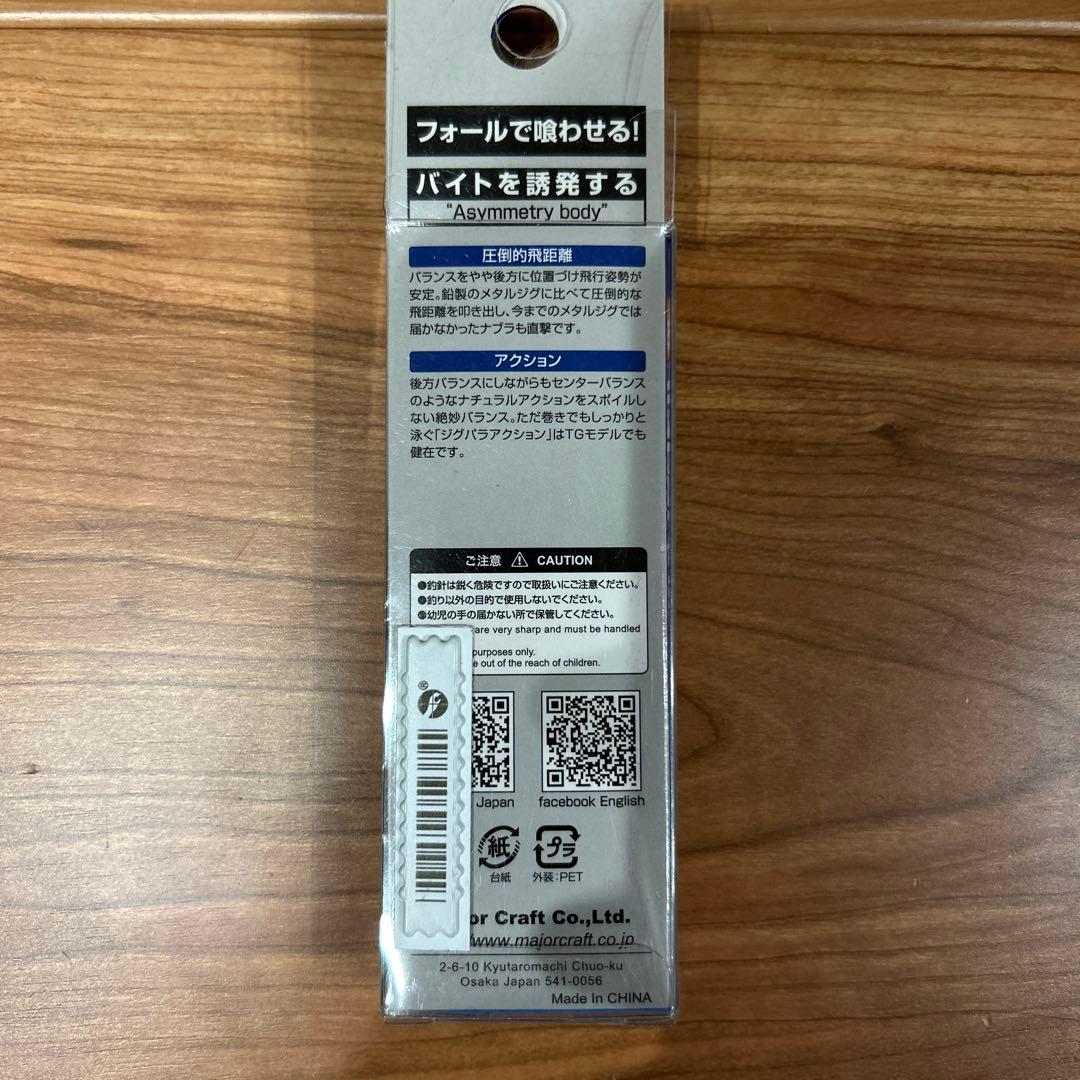 フォールで喰わせる!
バイトを誘発する
"Asymmetry body"
圧倒的飛距離
バランスをやや後方に位置づけ飛行姿勢が
安定。鉛製のメタルジグに比べて圧倒的な
飛距離を叩き出し、今までのメタルジグでは
届かなかったナブラも直撃です。
アクション
後方バランスにしながらもセンターバランス
のようなナチュラルアクションをスポイルし
ない絶妙バランス。ただ巻きでもしっかりと
泳ぐ「ジグパラアクション」はTGモデルでも
健在です。
ご注意 ⚠ CAUTION
●釣針は鋭く危険ですので取扱いにご注意ください。
●釣り以外の目的で使用しないでください。
●幼児の手の届かない所で保管してください。
are very sharp and must be handled
purposes only.
e out of the reach of children.
®
Japan
facebook English
紙
プラ
台紙
外装:PET
or Craft Co.,Ltd.
/www.majorcraft.co.jp
2-6-10 Kyutaromachi Chuo-ku
Osaka Japan 541-0056
Made In CHINA